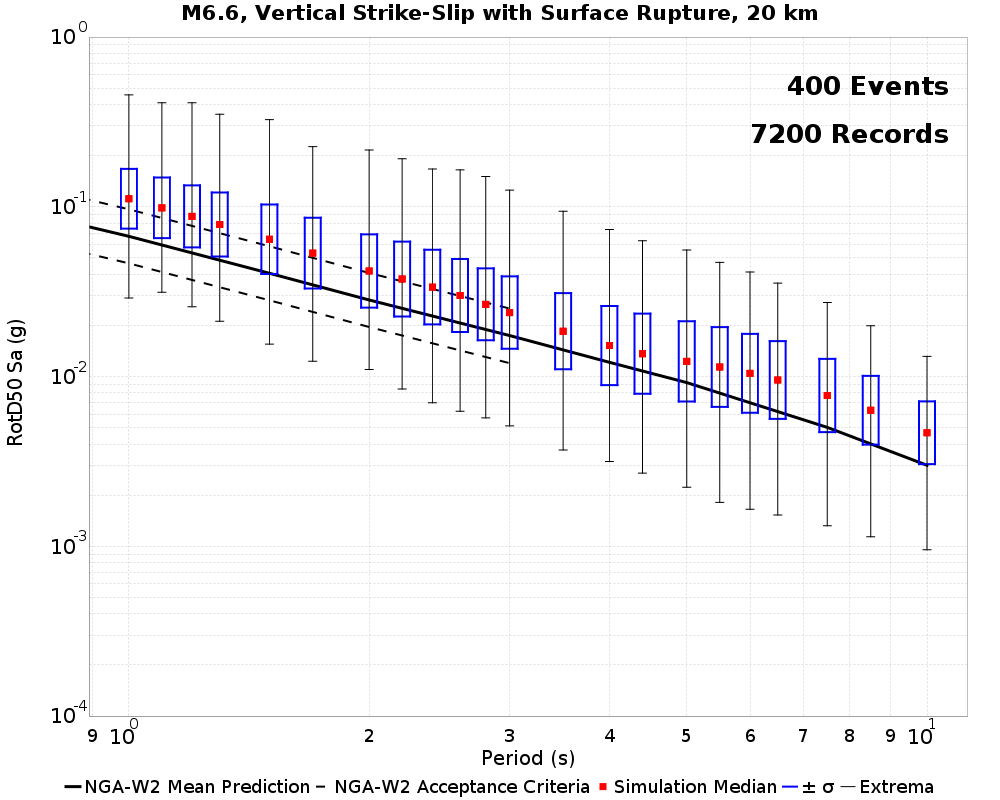 M6.6, Vertical Strike-Slip with Surface Rupture, 20 km
400 Events
7200 Records
RotD50 Sa (g)
10^0
10^-1
10^-2
10^-3
10^-4
9 10^0 2 3 4 5 6 7 8 9 10^1
Period (s)
NGA-W2 Mean Prediction NGA-W2 Acceptance Criteria Simulation Median ± σ Extrema